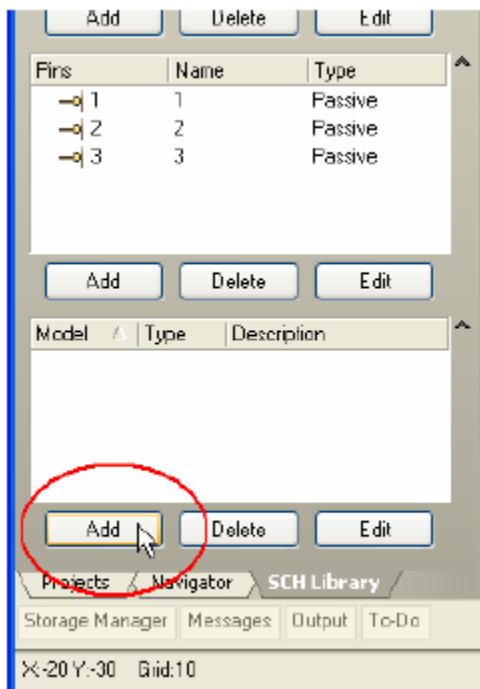 Add Delete Edit
Pins Name Type
1 1 Passive
2 2 Passive
3 3 Passive
Add Delete Edit
Model Type Description
Add Delete Edit
Projects Navigator SCH Library
Storage Manager Messages Output To-Do
X:-20 Y:-30 Grid:10